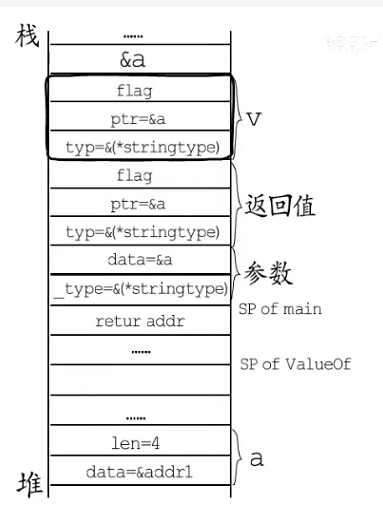 栈
......
&a
flag
ptr=&a
v
typ=&(*stringtype)
flag
ptr=&a
返回值
typ=&(*stringtype)
data=&a
参数
_type=&(*stringtype)
SP of main
retur addr
......
SP of ValueOf
......
len=4
a
data=&addr1
堆